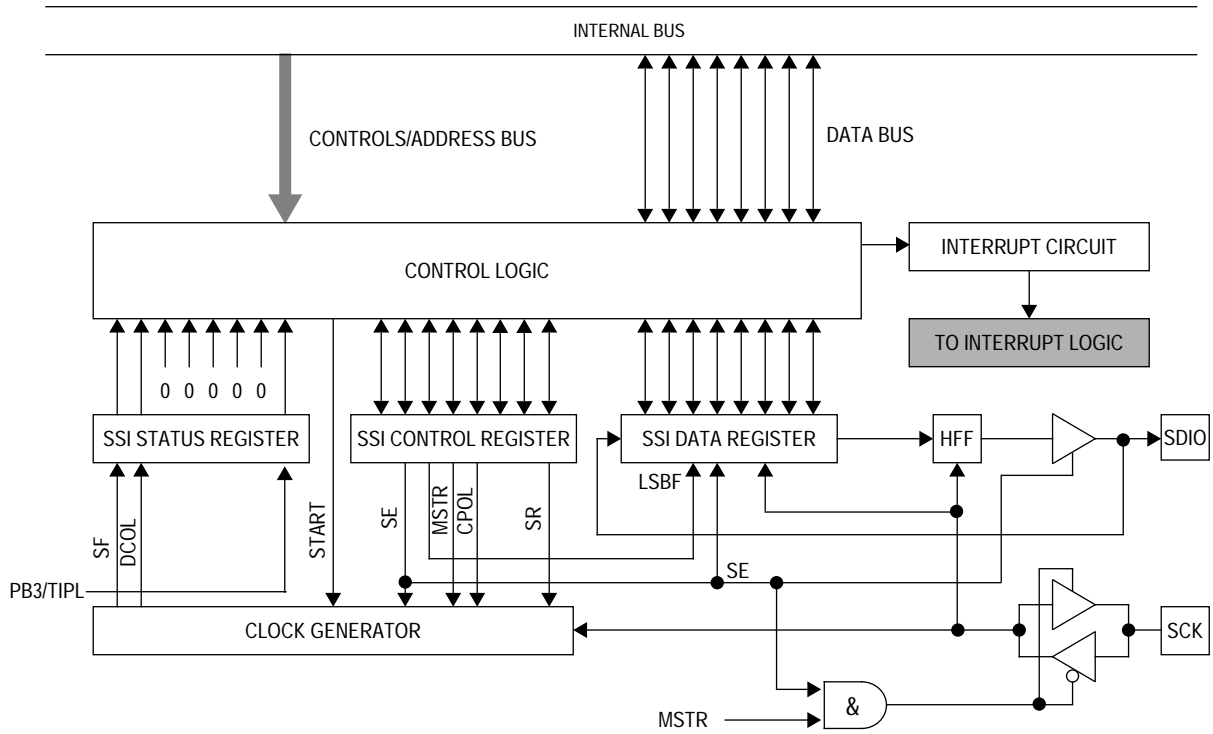 INTERNAL BUS
CONTROLS/ADDRESS BUS
DATA BUS
CONTROL LOGIC
INTERRUPT CIRCUIT
TO INTERRUPT LOGIC
0 0 0 0 0
SSI STATUS REGISTER
SSI CONTROL REGISTER
SSI DATA REGISTER
HFF
SDIO
LSBF
SF
DCOL
START
SE
MSTR
CPOL
SR
SE
PB3/TIPL
CLOCK GENERATOR
SCK
&
MSTR